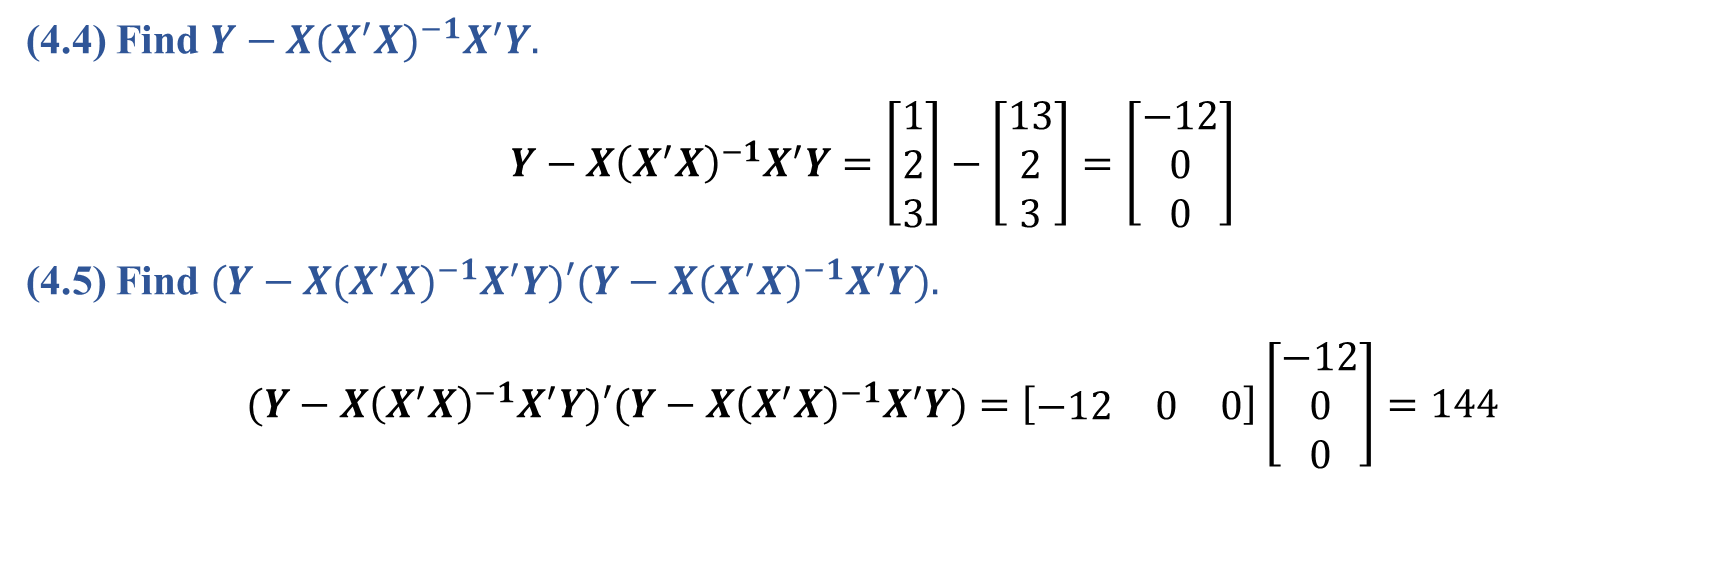 (4.4) Find Y − X(X′X)⁻¹X′Y.
Y − X(X′X)⁻¹X′Y = [1 2 3] − [13 2 3] = [−12 0 0]
(4.5) Find (Y − X(X′X)⁻¹X′Y)′(Y − X(X′X)⁻¹X′Y).
(Y − X(X′X)⁻¹X′Y)′(Y − X(X′X)⁻¹X′Y) = [−12 0 0] [−12 0 0] = 144